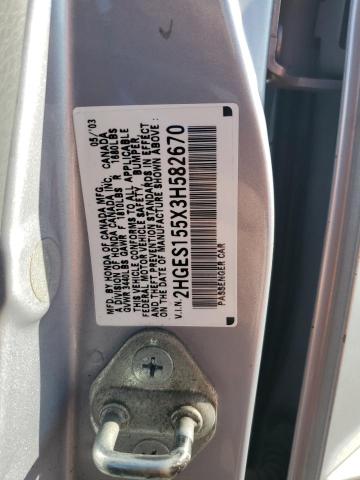 05/'03
MFD. BY HONDA OF CANADA MFG.
A DIVISION OF HONDA CANADA INC, CANADA
GVWR 3440LBS GAWR F 1810LBS R 1680LBS
THIS VEHICLE CONFORMS TO ALL APPLICABLE
FEDERAL MOTOR VEHICLE SAFETY, BUMPER,
AND THEFT PREVENTION STANDARDS IN EFFECT
ON THE DATE OF MANUFACTURE SHOWN ABOVE.
V.I.N. 2HGES155X3H582670
PASSENGER CAR